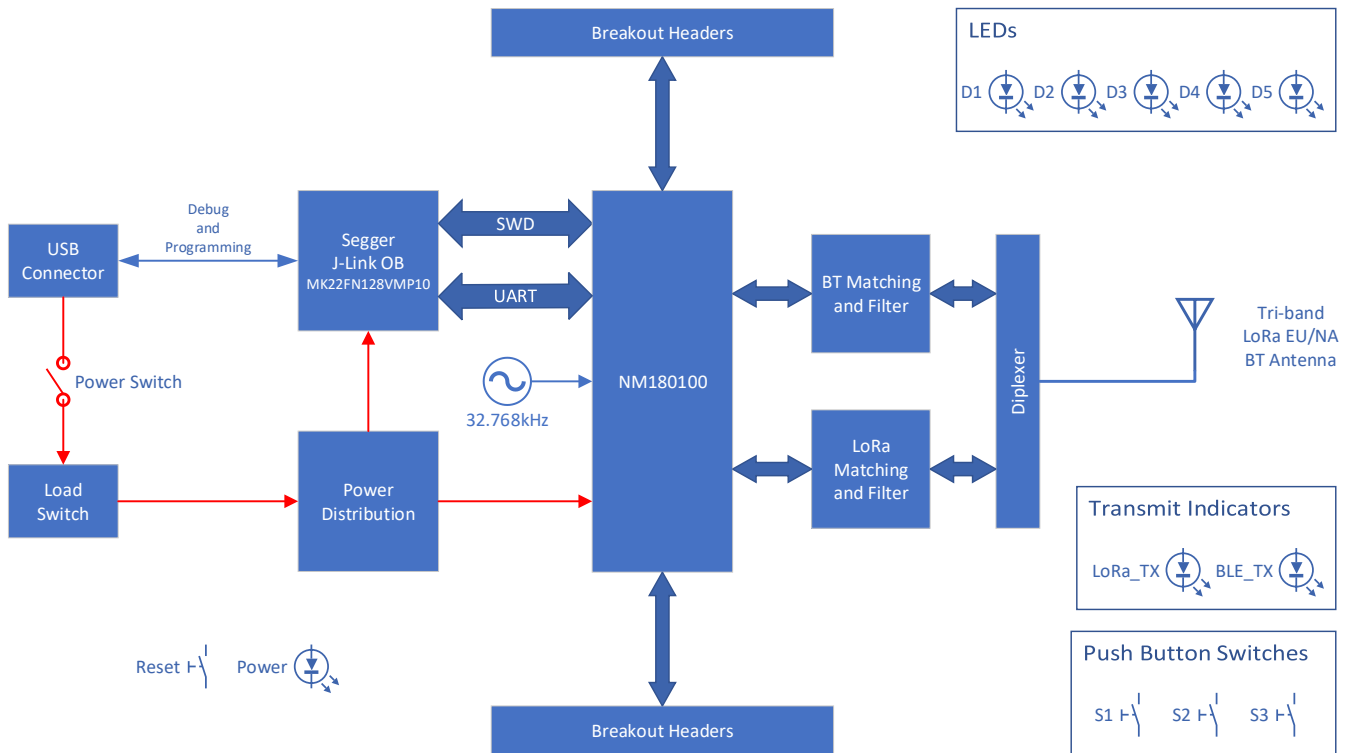 Breakout Headers
LEDs
D1
D2
D3
D4
D5
USB
Connector
Debug
and
Programming
Segger
J-Link OB
MK22FN128VMP10
SWD
UART
NM180100
BT Matching
and Filter
Diplexer
Tri-band
LoRa EU/NA
BT Antenna
Power Switch
32.768kHz
LoRa
Matching
and Filter
Load
Switch
Power
Distribution
Transmit Indicators
LoRa_TX
BLE_TX
Reset
Power
Push Button Switches
S1
S2
S3
Breakout Headers